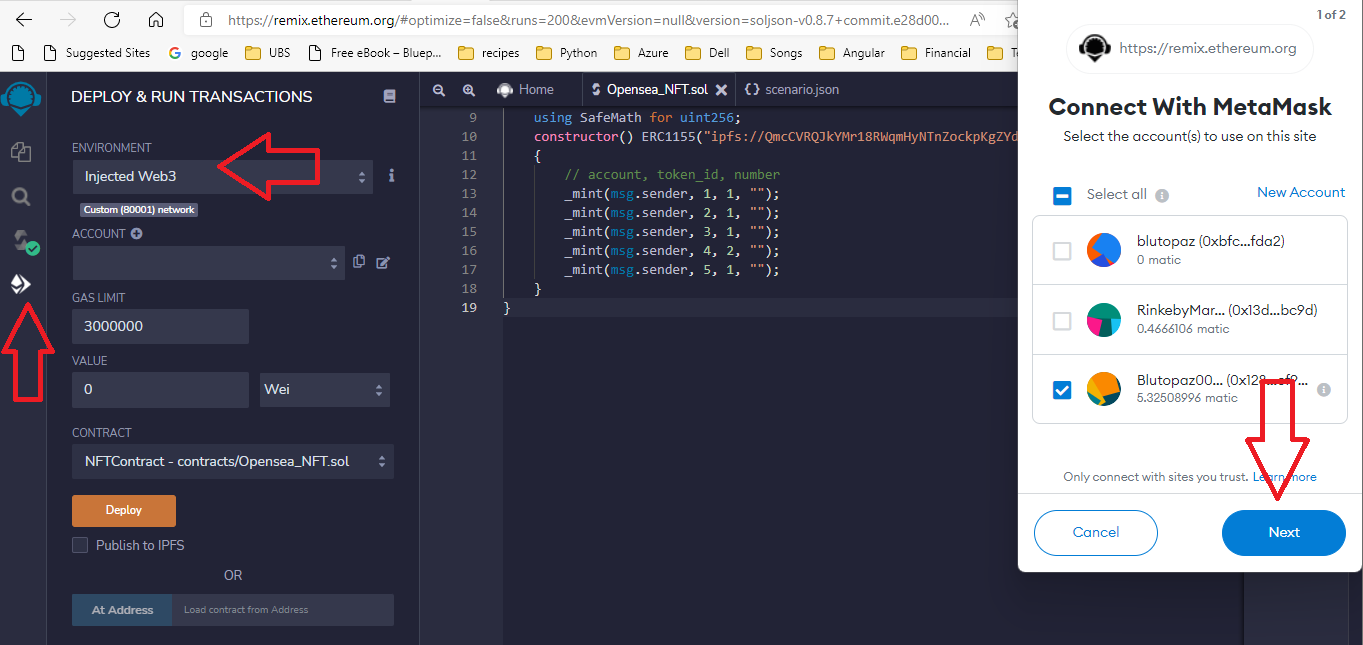 https://remix.ethereum.org/#optimize=false&runs=200&evmVersion=null&version=soljson-v0.8.7+commit.e28d00...
Suggested Sites
google
UBS
Free eBook – Bluep...
recipes
Python
Azure
Dell
Songs
Angular
Financial
DEPLOY & RUN TRANSACTIONS
ENVIRONMENT
Injected Web3
Custom (80001) network
ACCOUNT
GAS LIMIT
3000000
VALUE
0
Wei
CONTRACT
NFTContract - contracts/Opensea_NFT.sol
Deploy
Publish to IPFS
OR
At Address
Load contract from Address
Home
Opensea_NFT.sol
scenario.json
9 using SafeMath for uint256;
10 constructor() ERC1155("ipfs://QmcCVRQJkYMr18RWqmHyNTnZockpKgZYd
11 {
12 // account, token_id, number
13 _mint(msg.sender, 1, 1, "");
14 _mint(msg.sender, 2, 1, "");
15 _mint(msg.sender, 3, 1, "");
16 _mint(msg.sender, 4, 2, "");
17 _mint(msg.sender, 5, 1, "");
18 }
19 }
1 of 2
https://remix.ethereum.org
Connect With MetaMask
Select the account(s) to use on this site
Select all
New Account
blutopaz (0xbfc...fda2)
0 matic
RinkebyMar... (0x13d...bc9d)
0.4666106 matic
Blutopaz00...
5.32508996 matic
Only connect with sites you trust. Learn more
Cancel
Next